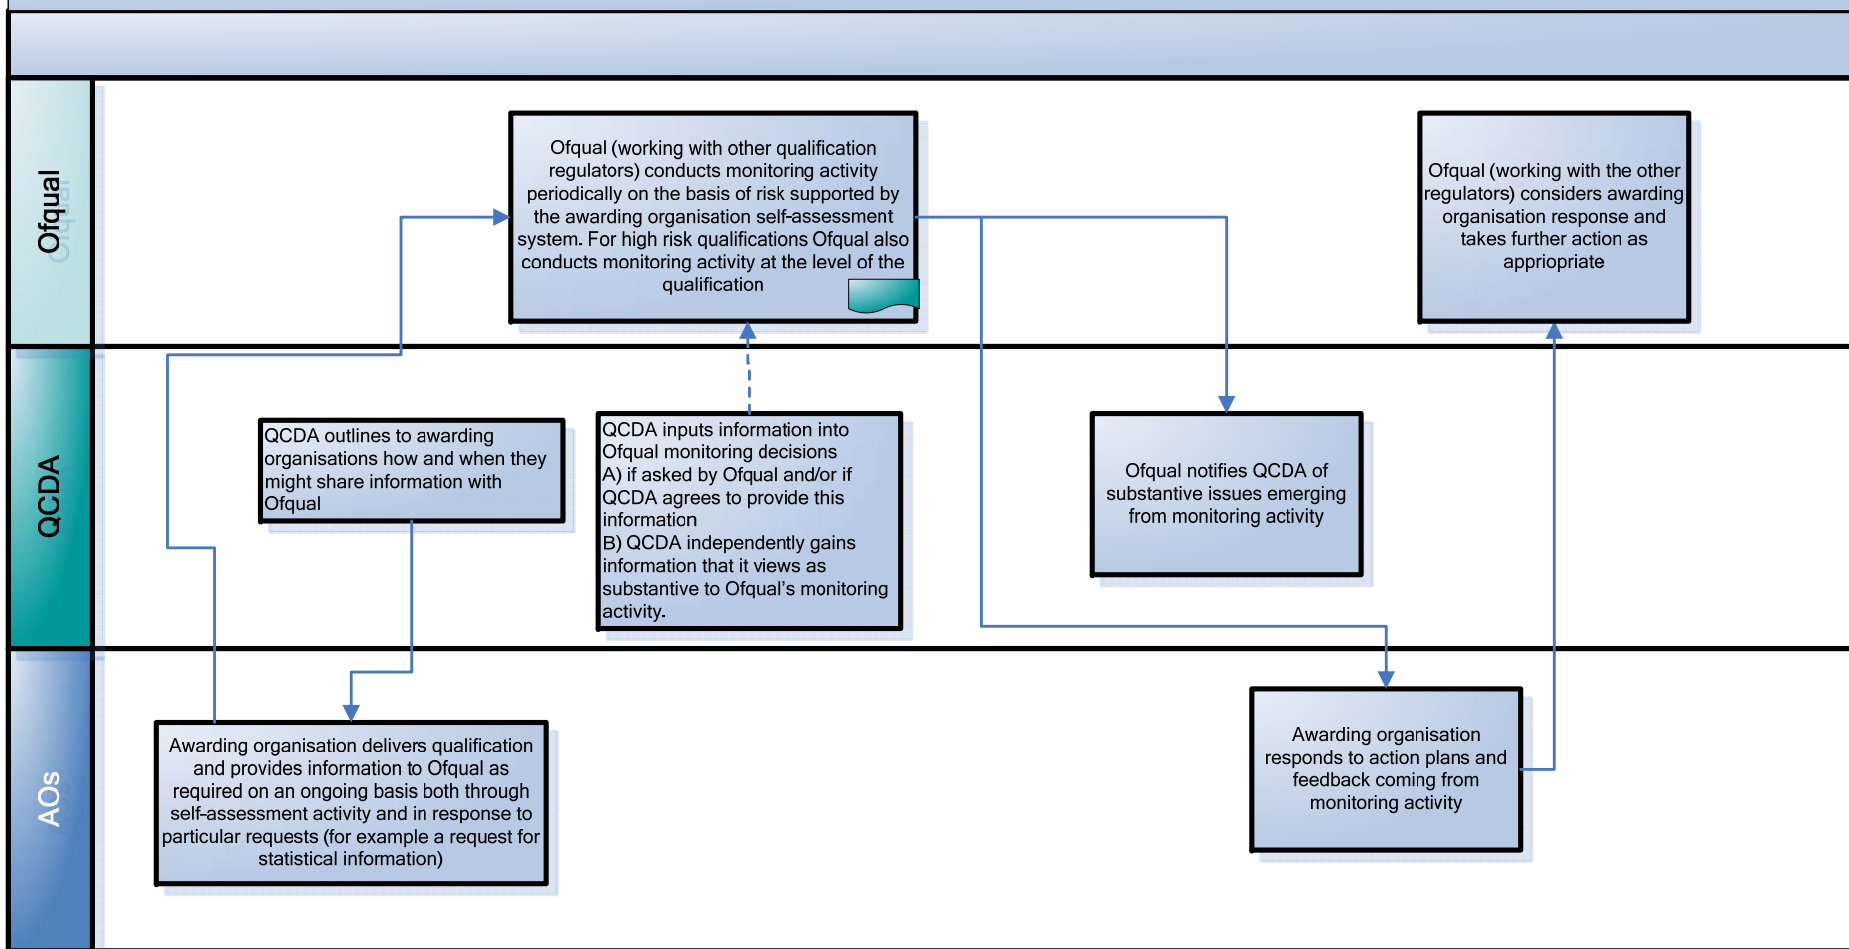 Ofqual
Ofqual (working with other qualification
regulators) conducts monitoring activity
periodically on the basis of risk supported by
the awarding organisation self-assessment
system. For high risk qualifications Ofqual also
conducts monitoring activity at the level of the
qualification
Ofqual (working with the other
regulators) considers awarding
organisation response and
takes further action as
appriopriate
QCDA
QCDA outlines to awarding
organisations how and when they
might share information with
Ofqual
QCDA inputs information into
Ofqual monitoring decisions
A) if asked by Ofqual and/or if
QCDA agrees to provide this
information
B) QCDA independently gains
information that it views as
substantive to Ofqual’s monitoring
activity.
Ofqual notifies QCDA of
substantive issues emerging
from monitoring activity
AOs
Awarding organisation delivers qualification
and provides information to Ofqual as
required on an ongoing basis both through
self-assessment activity and in response to
particular requests (for example a request for
statistical information)
Awarding organisation
responds to action plans and
feedback coming from
monitoring activity